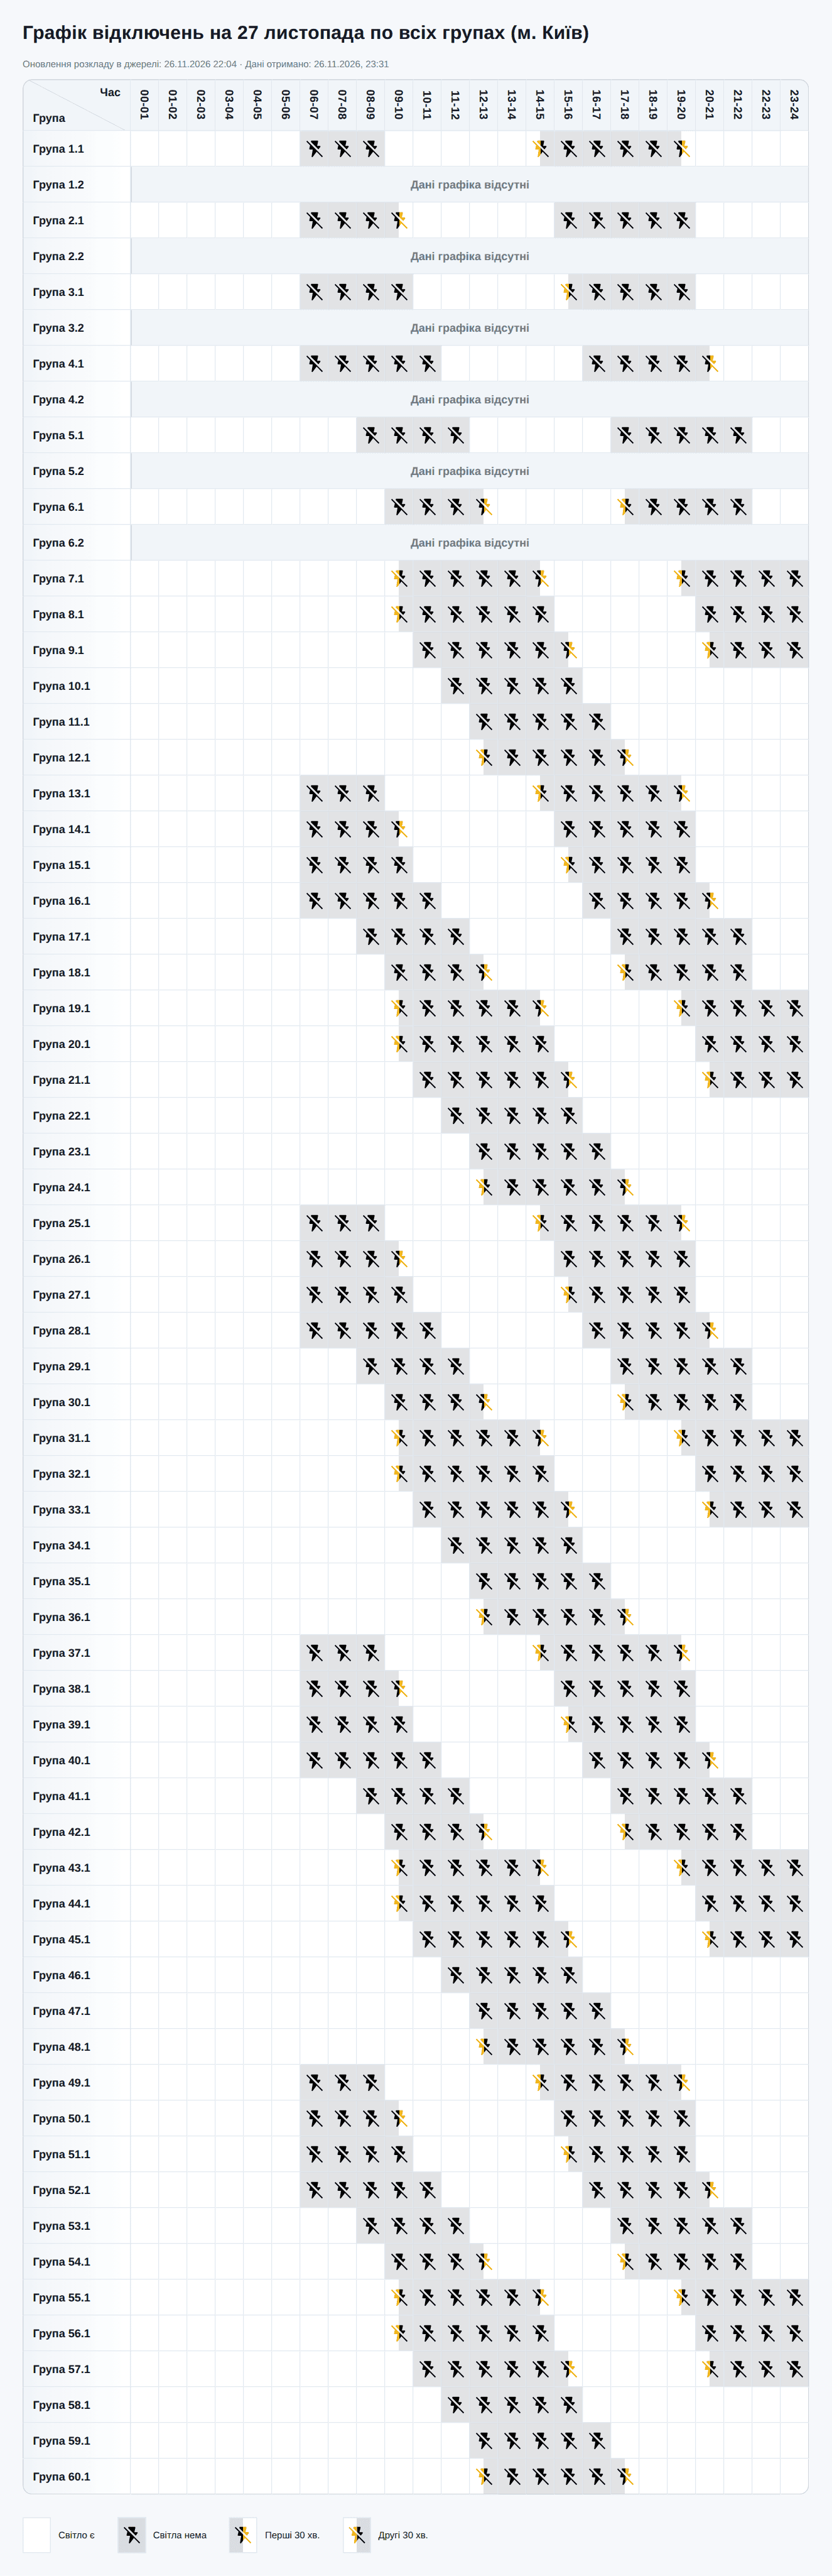 Графік відключень на 27 листопада по всіх групах (м. Київ)
Оновлення розкладу в джерелі: 26.11.2026 22:04 · Дані отримано: 26.11.2026, 23:31
Час
Група
00-01 01-02 02-03 03-04 04-05 05-06 06-07 07-08 08-09 09-10 10-11 11-12 12-13 13-14 14-15 15-16 16-17 17-18 18-19 19-20 20-21 21-22 22-23 23-24
Група 1.1
Група 1.2 Дані графіка відсутні
Група 2.1
Група 2.2 Дані графіка відсутні
Група 3.1
Група 3.2 Дані графіка відсутні
Група 4.1
Група 4.2 Дані графіка відсутні
Група 5.1
Група 5.2 Дані графіка відсутні
Група 6.1
Група 6.2 Дані графіка відсутні
Група 7.1
Група 8.1
Група 9.1
Група 10.1
Група 11.1
Група 12.1
Група 13.1
Група 14.1
Група 15.1
Група 16.1
Група 17.1
Група 18.1
Група 19.1
Група 20.1
Група 21.1
Група 22.1
Група 23.1
Група 24.1
Група 25.1
Група 26.1
Група 27.1
Група 28.1
Група 29.1
Група 30.1
Група 31.1
Група 32.1
Група 33.1
Група 34.1
Група 35.1
Група 36.1
Група 37.1
Група 38.1
Група 39.1
Група 40.1
Група 41.1
Група 42.1
Група 43.1
Група 44.1
Група 45.1
Група 46.1
Група 47.1
Група 48.1
Група 49.1
Група 50.1
Група 51.1
Група 52.1
Група 53.1
Група 54.1
Група 55.1
Група 56.1
Група 57.1
Група 58.1
Група 59.1
Група 60.1
Світло є Світла нема Перші 30 хв. Другі 30 хв.